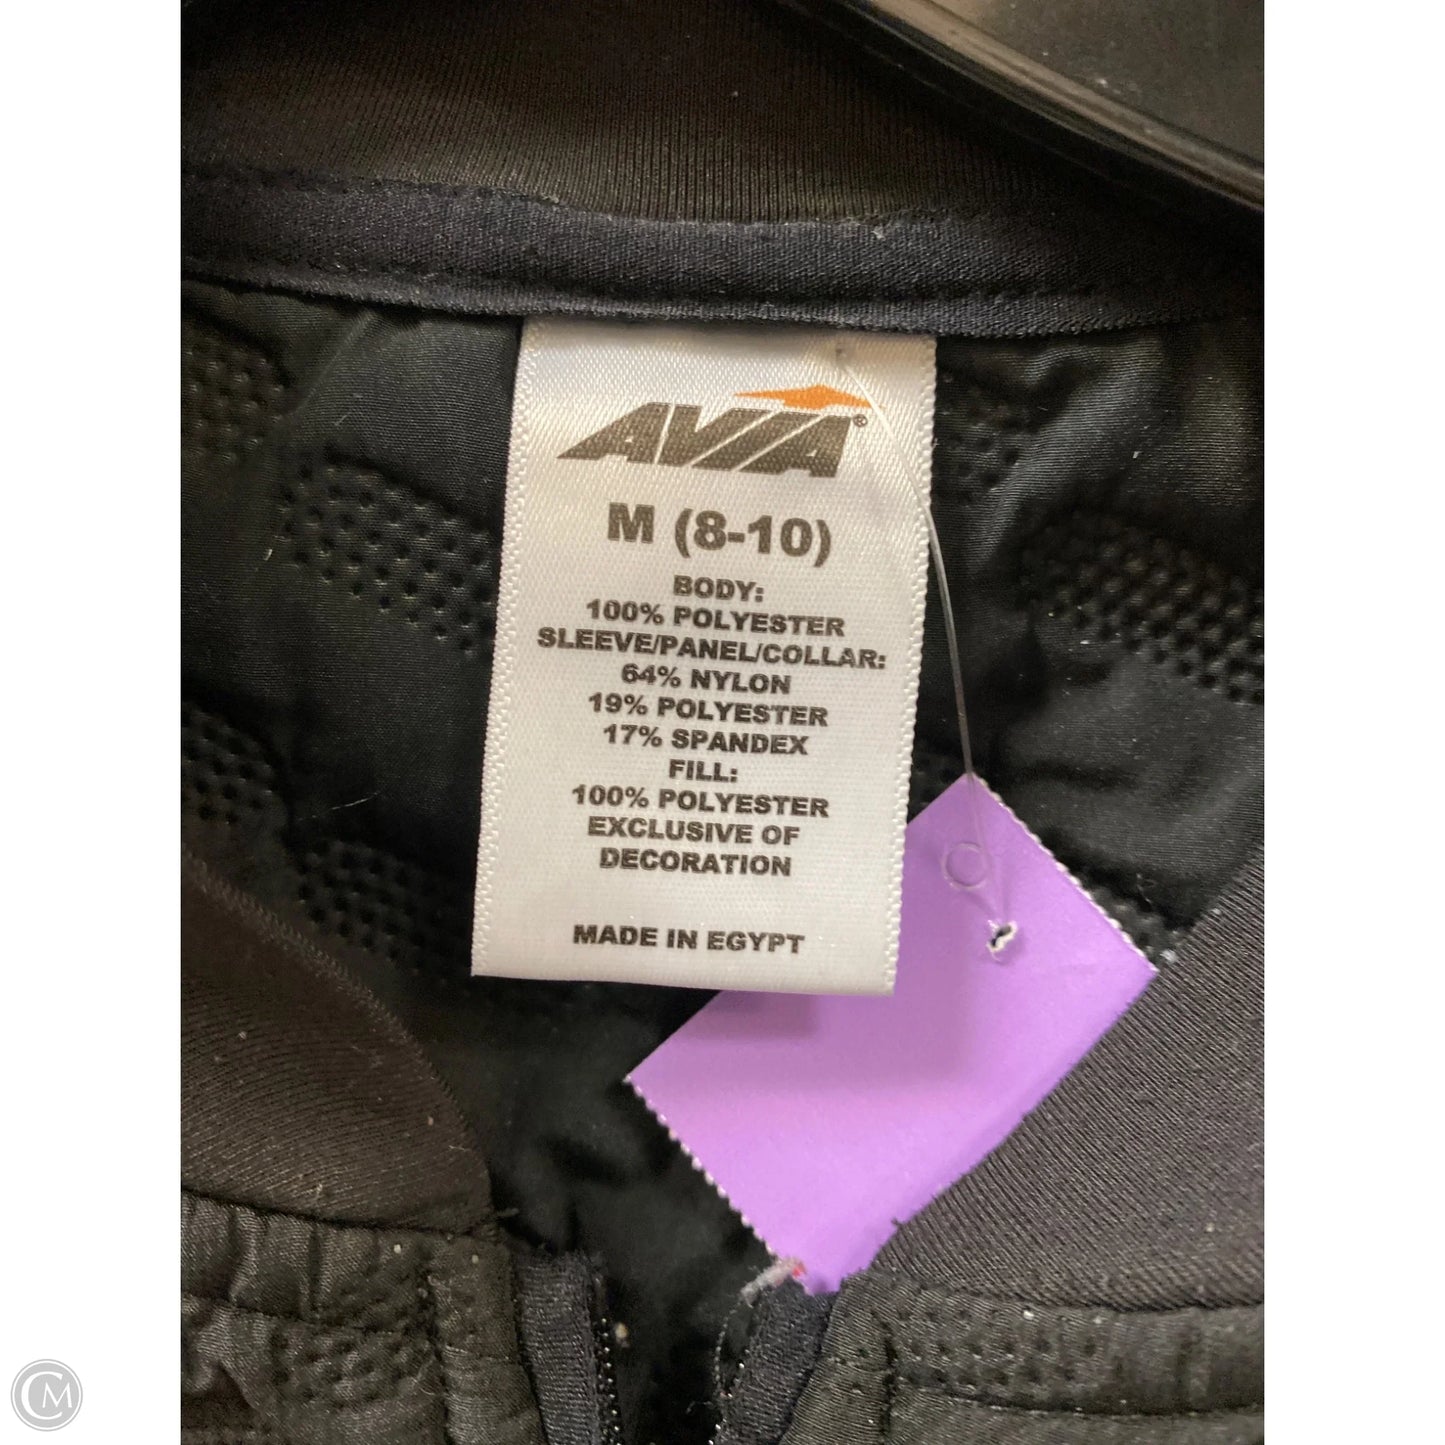 AVIA®
M (8-10)
BODY:
100% POLYESTER
SLEEVE/PANEL/COLLAR:
64% NYLON
19% POLYESTER
17% SPANDEX
FILL:
100% POLYESTER
EXCLUSIVE OF
DECORATION
MADE IN EGYPT
CM